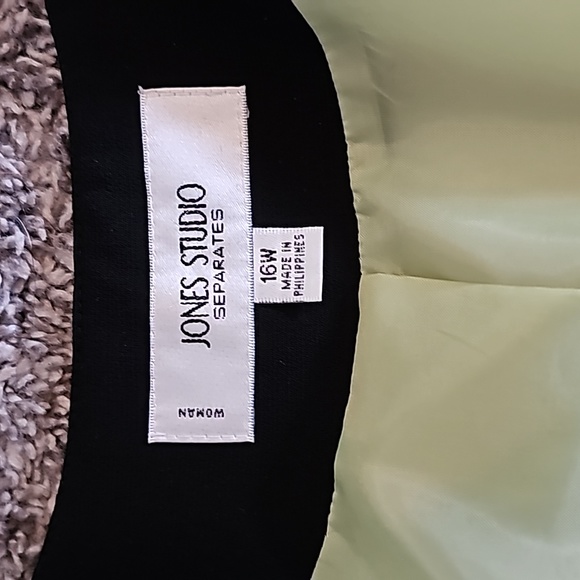 JONES STUDIO
SEPARATES
WOMAN
16W
MADE IN
PHILIPPINES